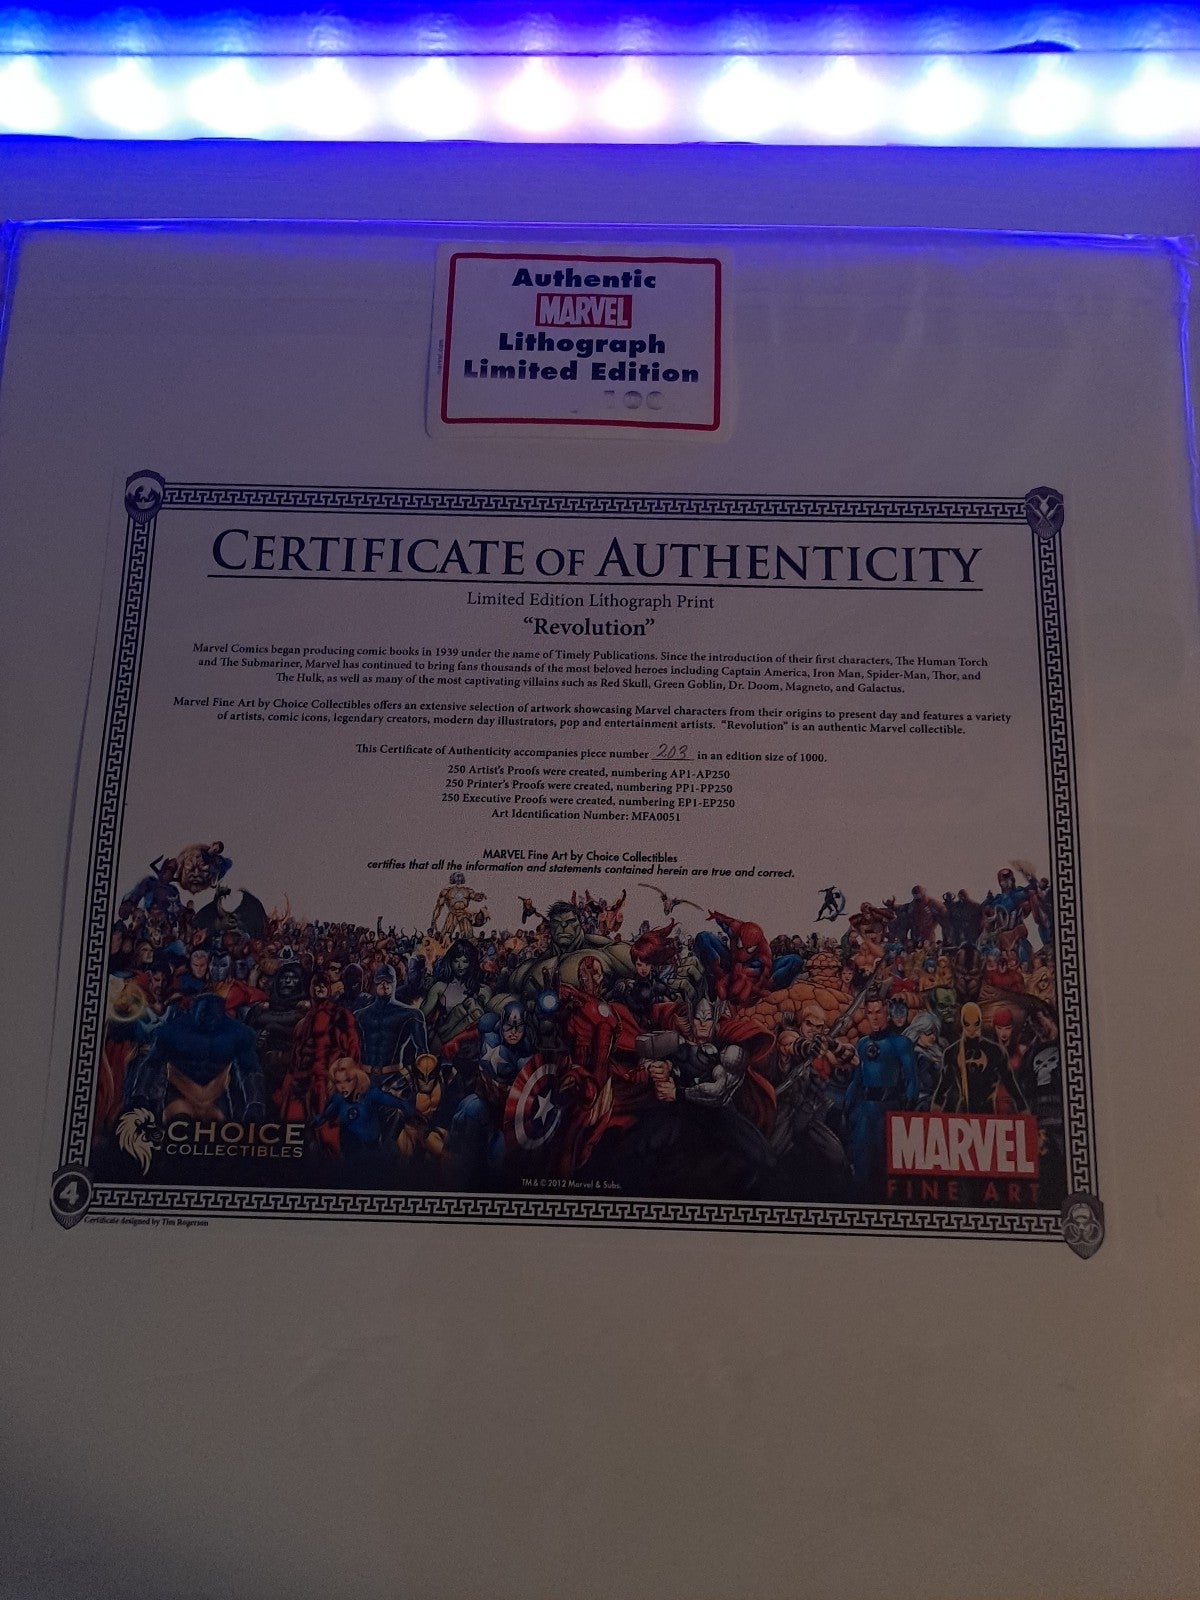 Authentic
MARVEL
Lithograph
Limited Edition
marvel.com
CERTIFICATE OF AUTHENTICITY
Limited Edition Lithograph Print
“Revolution”
Marvel Comics began producing comic books in 1939 under the name of Timely Publications. Since the introduction of their first characters, The Human Torch
and The Submariner, Marvel has continued to bring fans thousands of the most beloved heroes including Captain America, Iron Man, Spider-Man, Thor, and
The Hulk, as well as many of the most captivating villains such as Red Skull, Green Goblin, Dr. Doom, Magneto, and Galactus.
Marvel Fine Art by Choice Collectibles offers an extensive selection of artwork showcasing Marvel characters from their origins to present day and features a variety
of artists, comic icons, legendary creators, modern day illustrators, pop and entertainment artists. “Revolution” is an authentic Marvel collectible.
This Certificate of Authenticity accompanies piece number 203 in an edition size of 1000.
250 Artist's Proofs were created, numbering AP1-AP250
250 Printer's Proofs were created, numbering PP1-PP250
250 Executive Proofs were created, numbering EP1-EP250
Art Identification Number: MFA0051
MARVEL Fine Art by Choice Collectibles
certifies that all the information and statements contained herein are true and correct.
CHOICE
COLLECTIBLES
MARVEL
FINE ART
TM & © 2012 Marvel & Subs.
4
Certificate designed by Tim Rogerson